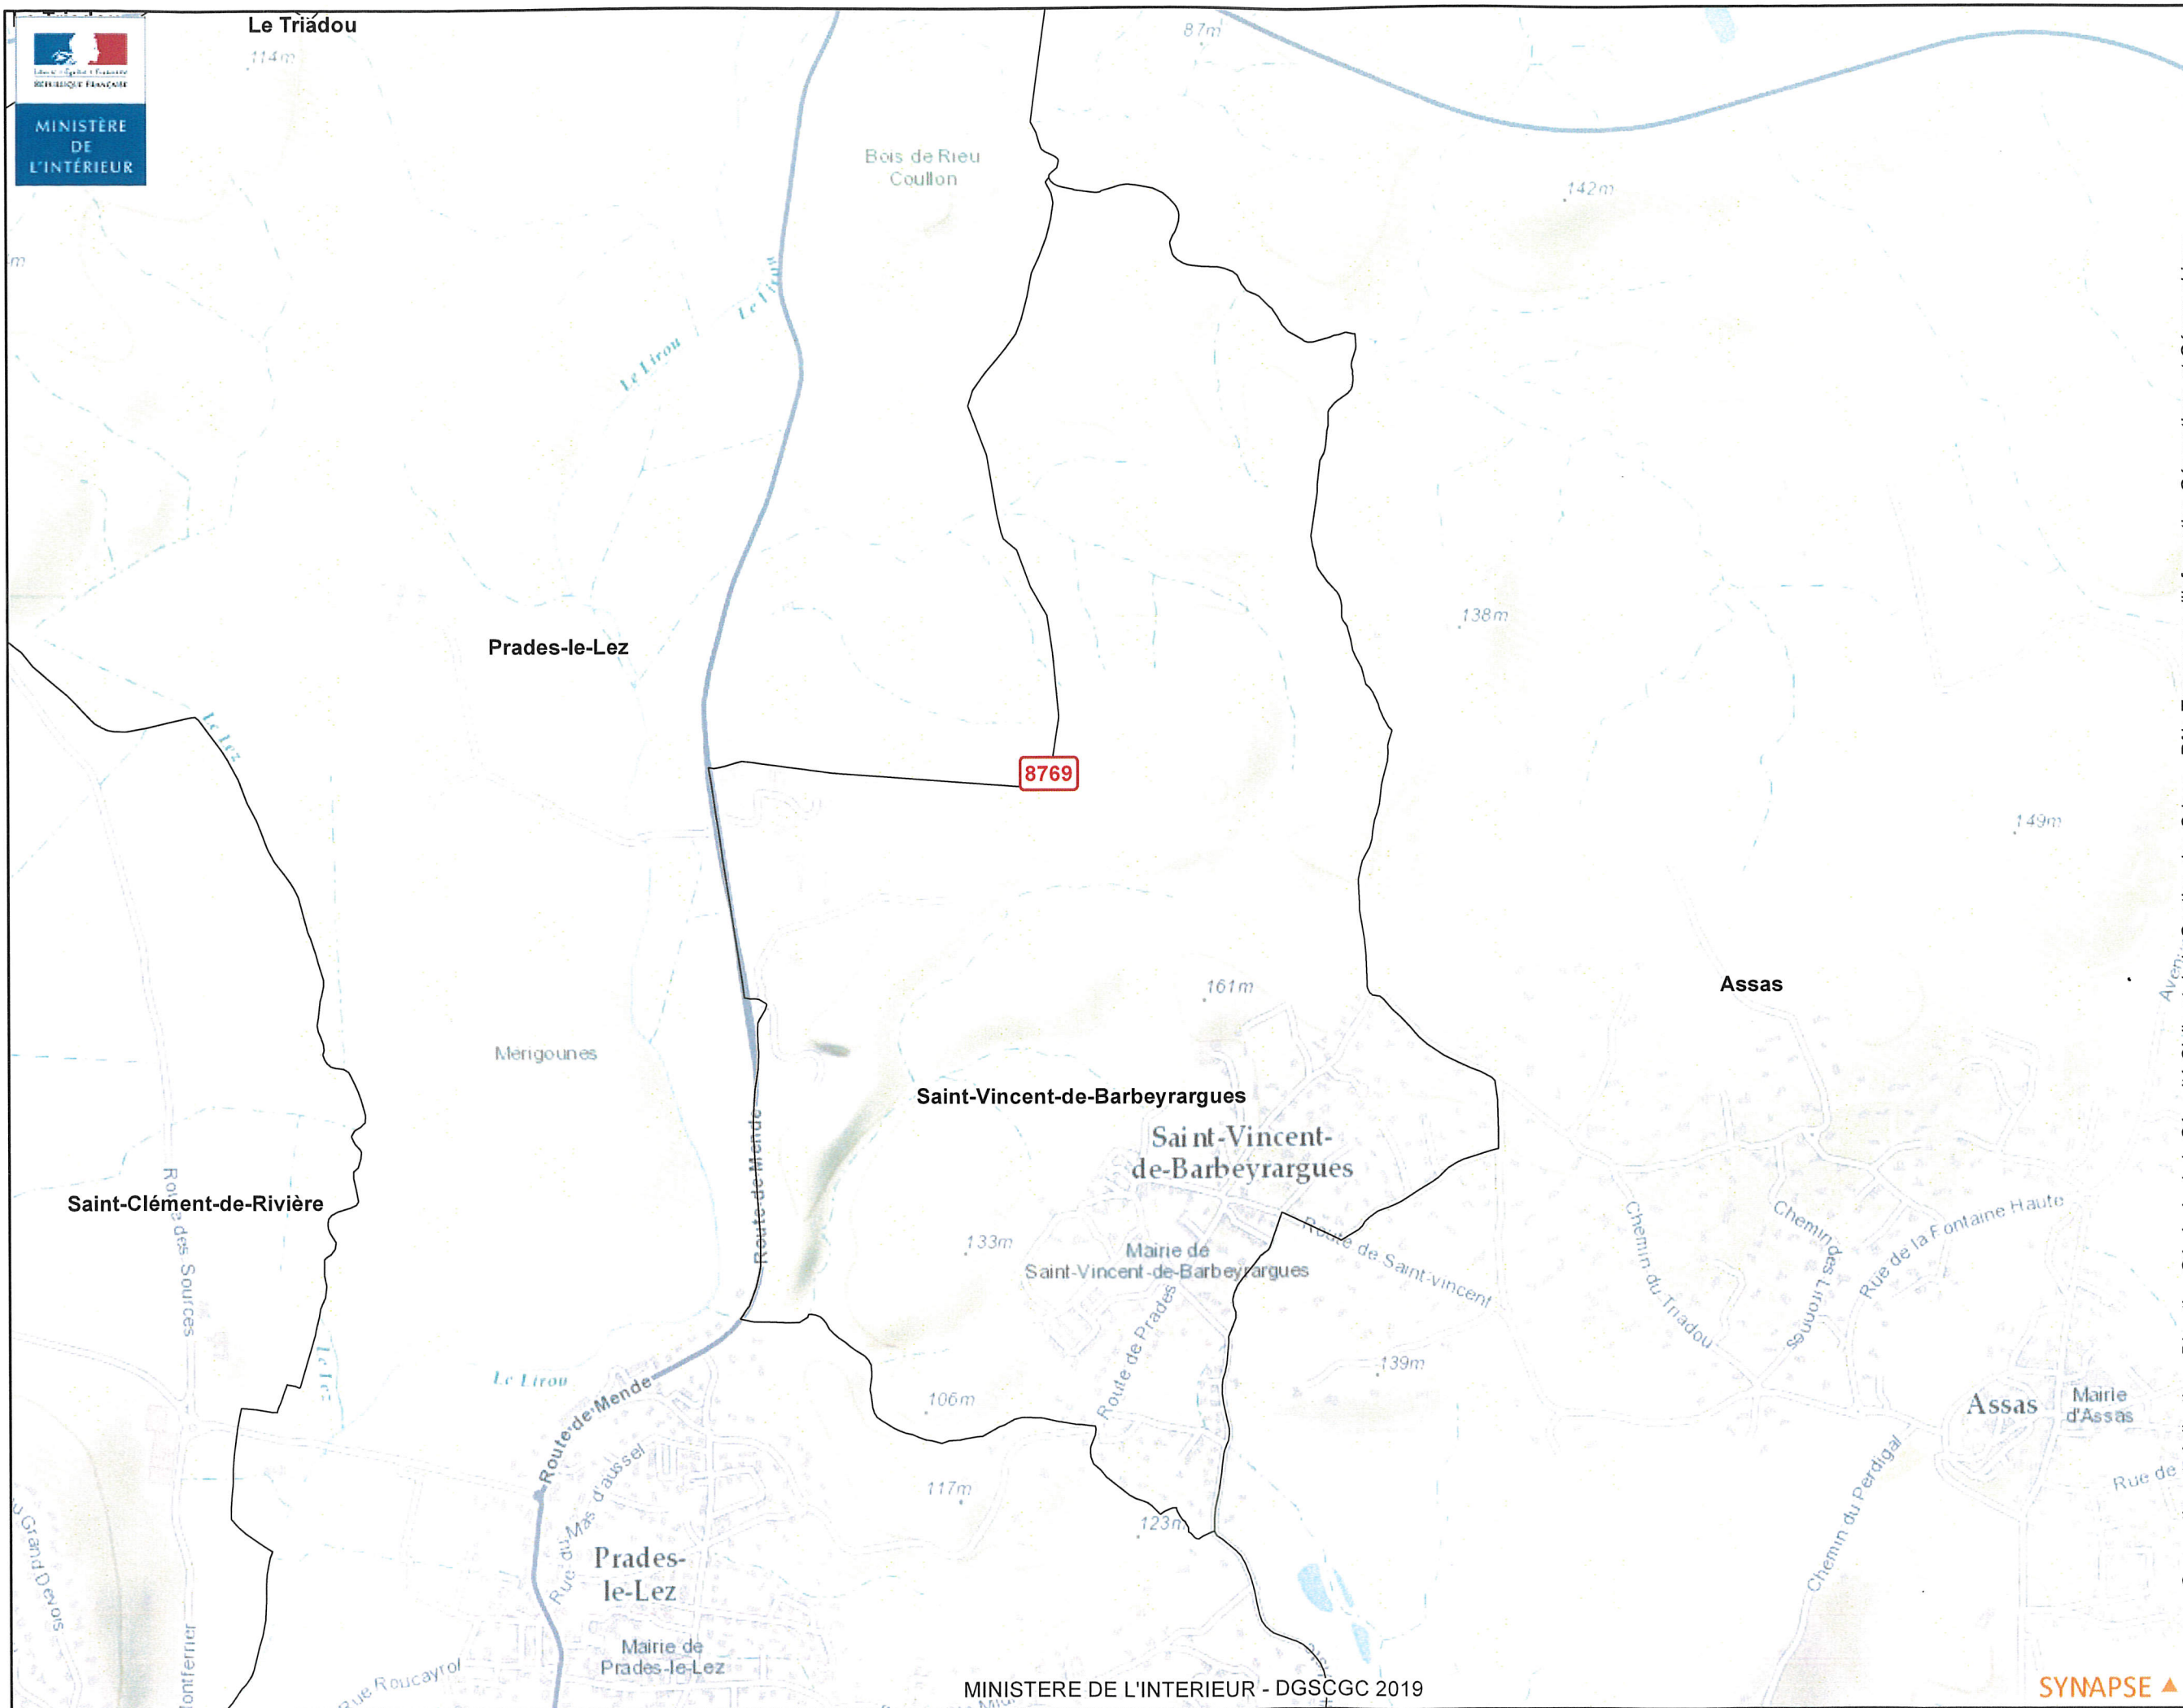 Le Triadou
114m
87m
RÉPUBLIQUE FRANÇAISE
MINISTÈRE
DE
L'INTÉRIEUR
Bois de Rieu
Coullon
142m
Le Lirou
Le Lirou
138m
Prades-le-Lez
Le lez
8769
149m
161m
Assas
Mérigounes
Saint-Vincent-de-Barbeyrargues
Saint-Vincent-
de-Barbeyrargues
Route de Mende
Saint-Clément-de-Rivière
Route des Sources
133m
Mairie de
Saint-Vincent-de-Barbeyrargues
Route de Saint-vincent
Chemin du Triadou
Chemin des Lironnes
Rue de la Fontaine Haute
Route de Prades
139m
le lez
Le Lirou
Route de Mende
106m
Assas
Mairie
d'Assas
Rue du Mas d'aussel
117m
123m
Chemin du Perdigal
Rue de
Grand Devois
Prades-
le-Lez
Mairie de
Prades-le-Lez
Rue Roucayrol
MINISTERE DE L'INTERIEUR - DGSCGC 2019
SYNAPSE